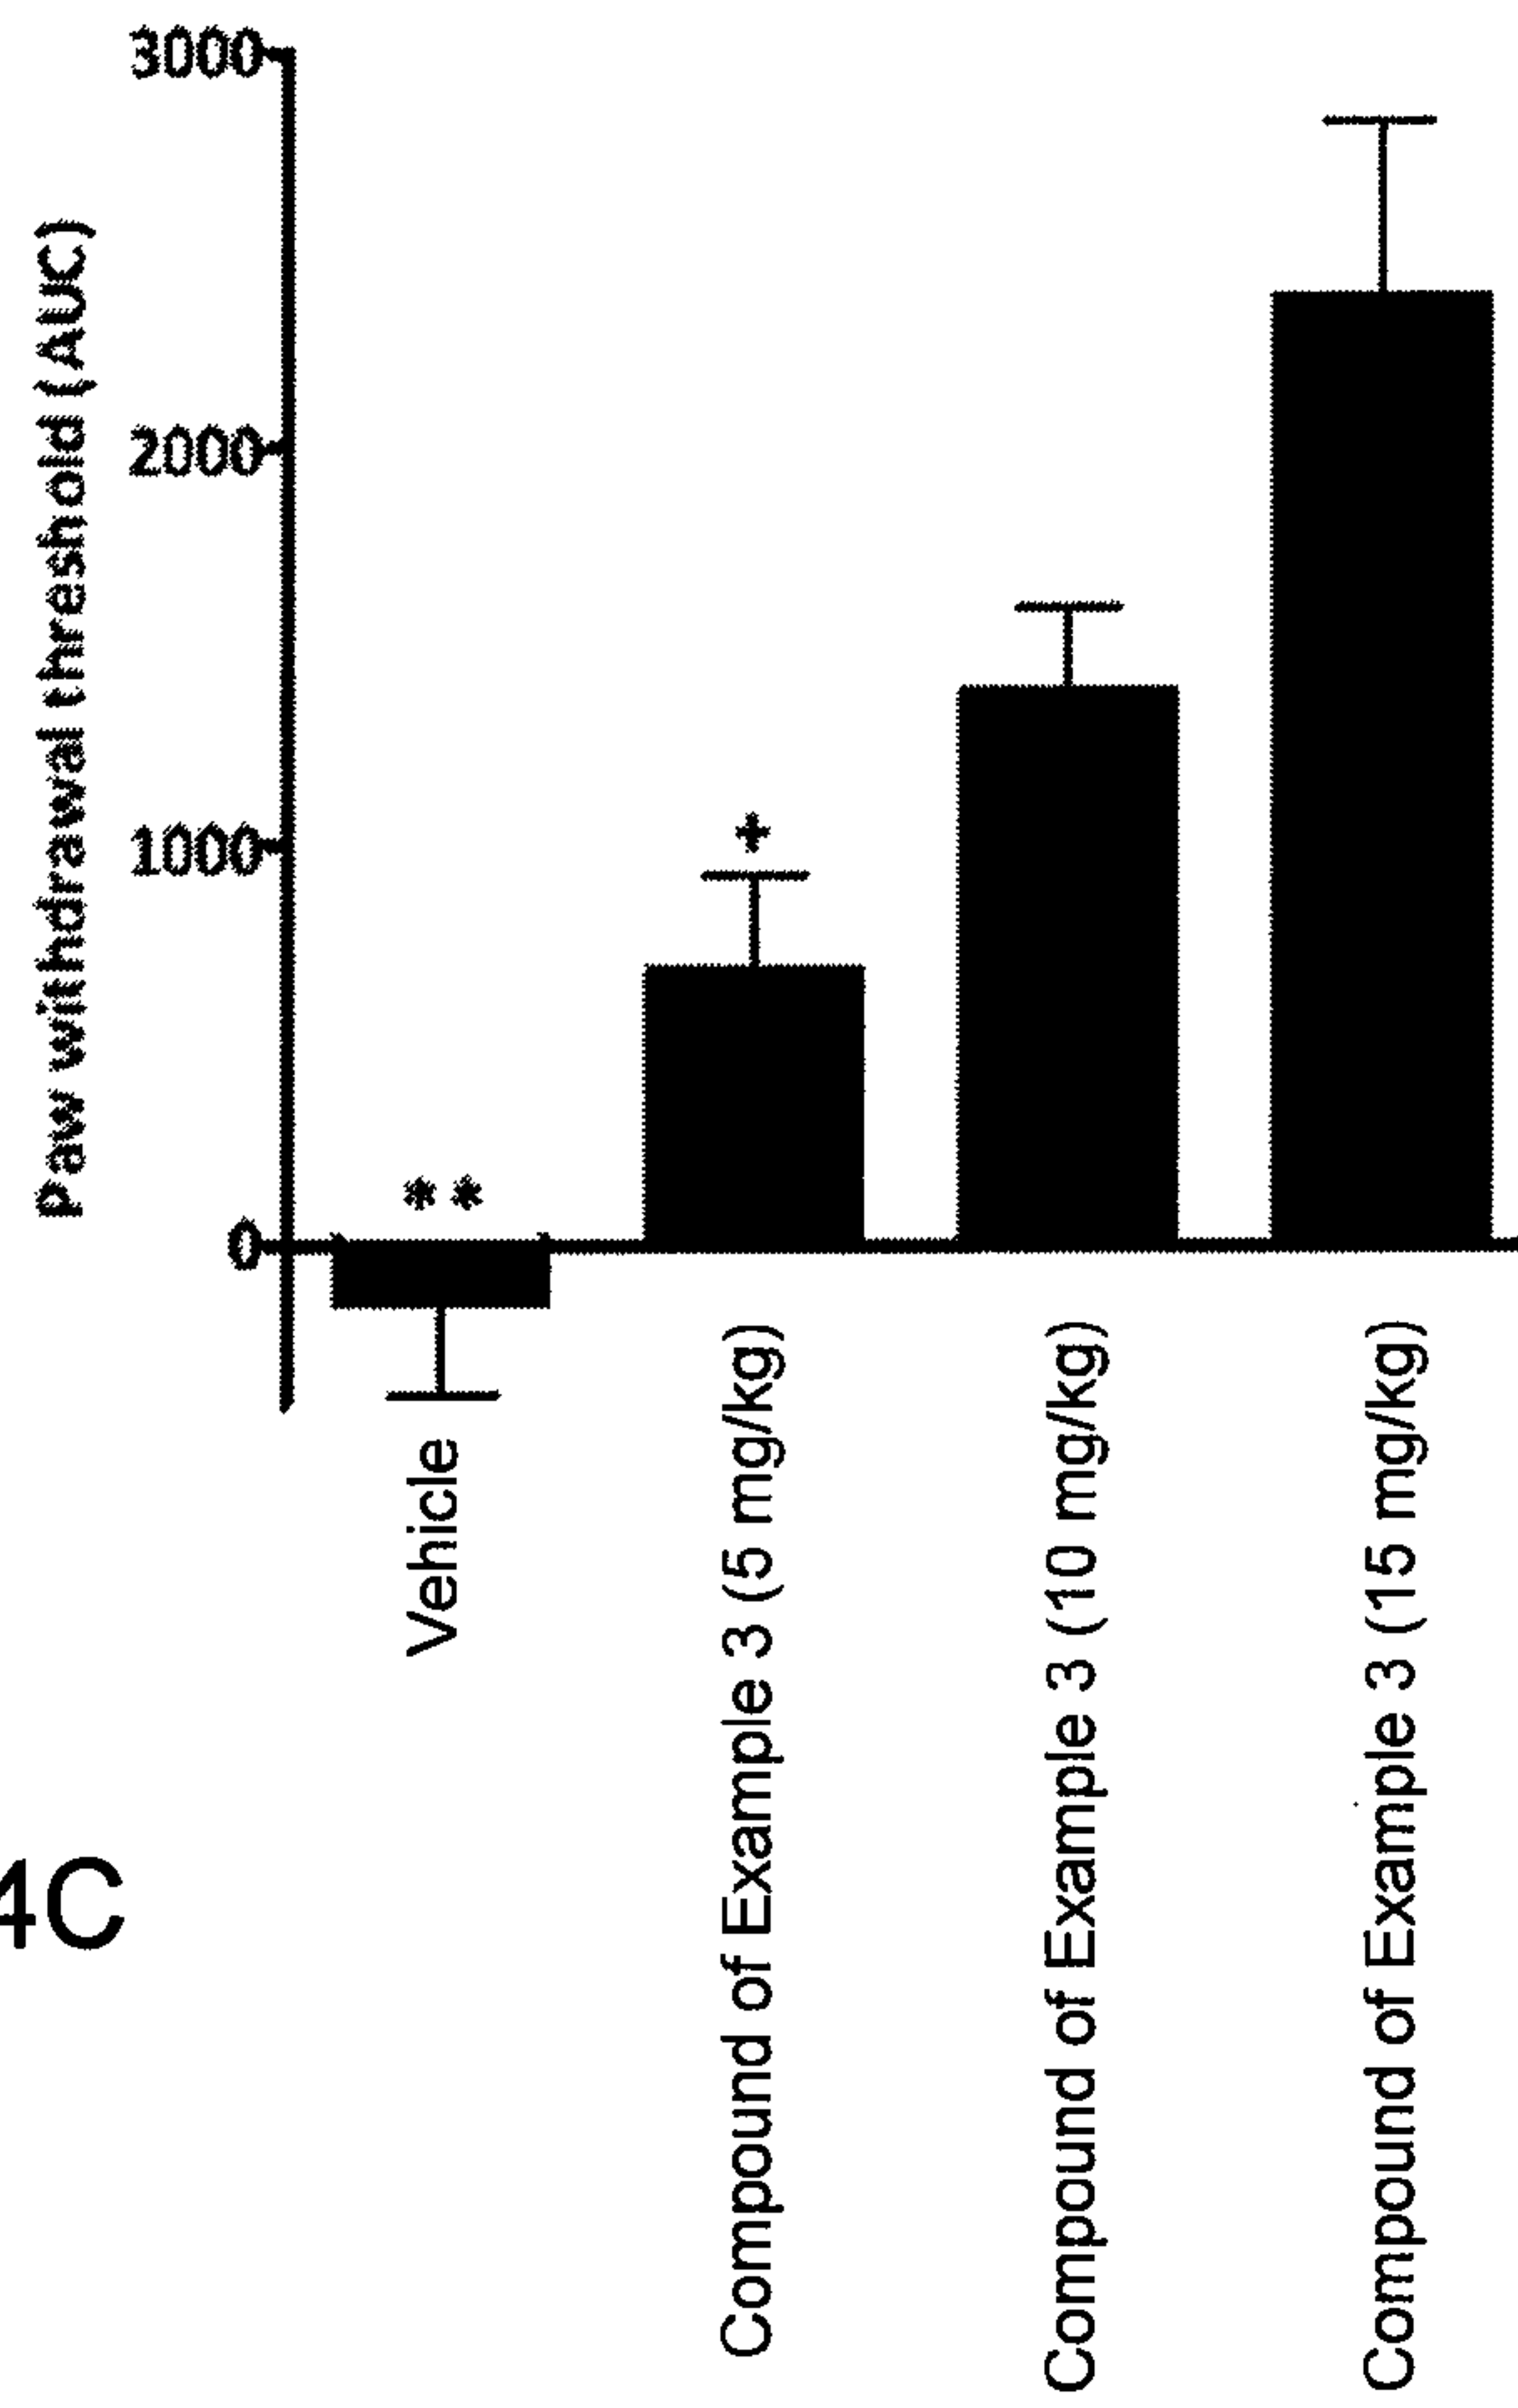 Paw withdrawal threshold (AUC)
3000
2000
1000
0
**
+
Vehicle
Compound of Example 3 (5 mg/kg)
Compound of Example 3 (10 mg/kg)
Compound of Example 3 (15 mg/kg)
4C